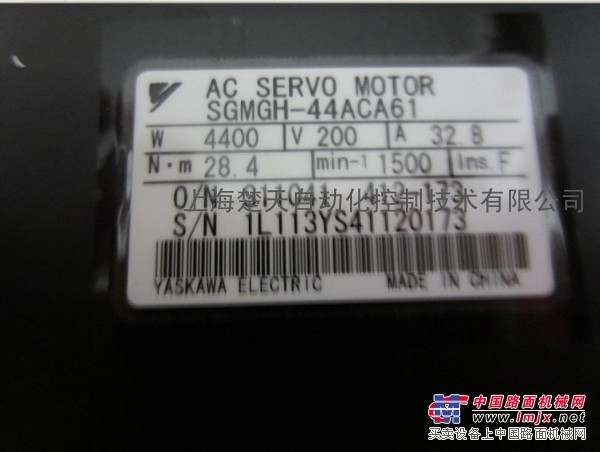 AC SERVO MOTOR
SGMGH-44ACA61
W 4400 V 200 A 32.8
N·m 28.4 min-1 1500 Ins. F
O/N
上海楚天自动化控制技术有限公司
S/N 1L113YS41120173
YASKAWA ELECTRIC MADE IN CHINA
中国路面机械网
www.lmjx.net
买卖设备上中国路面机械网